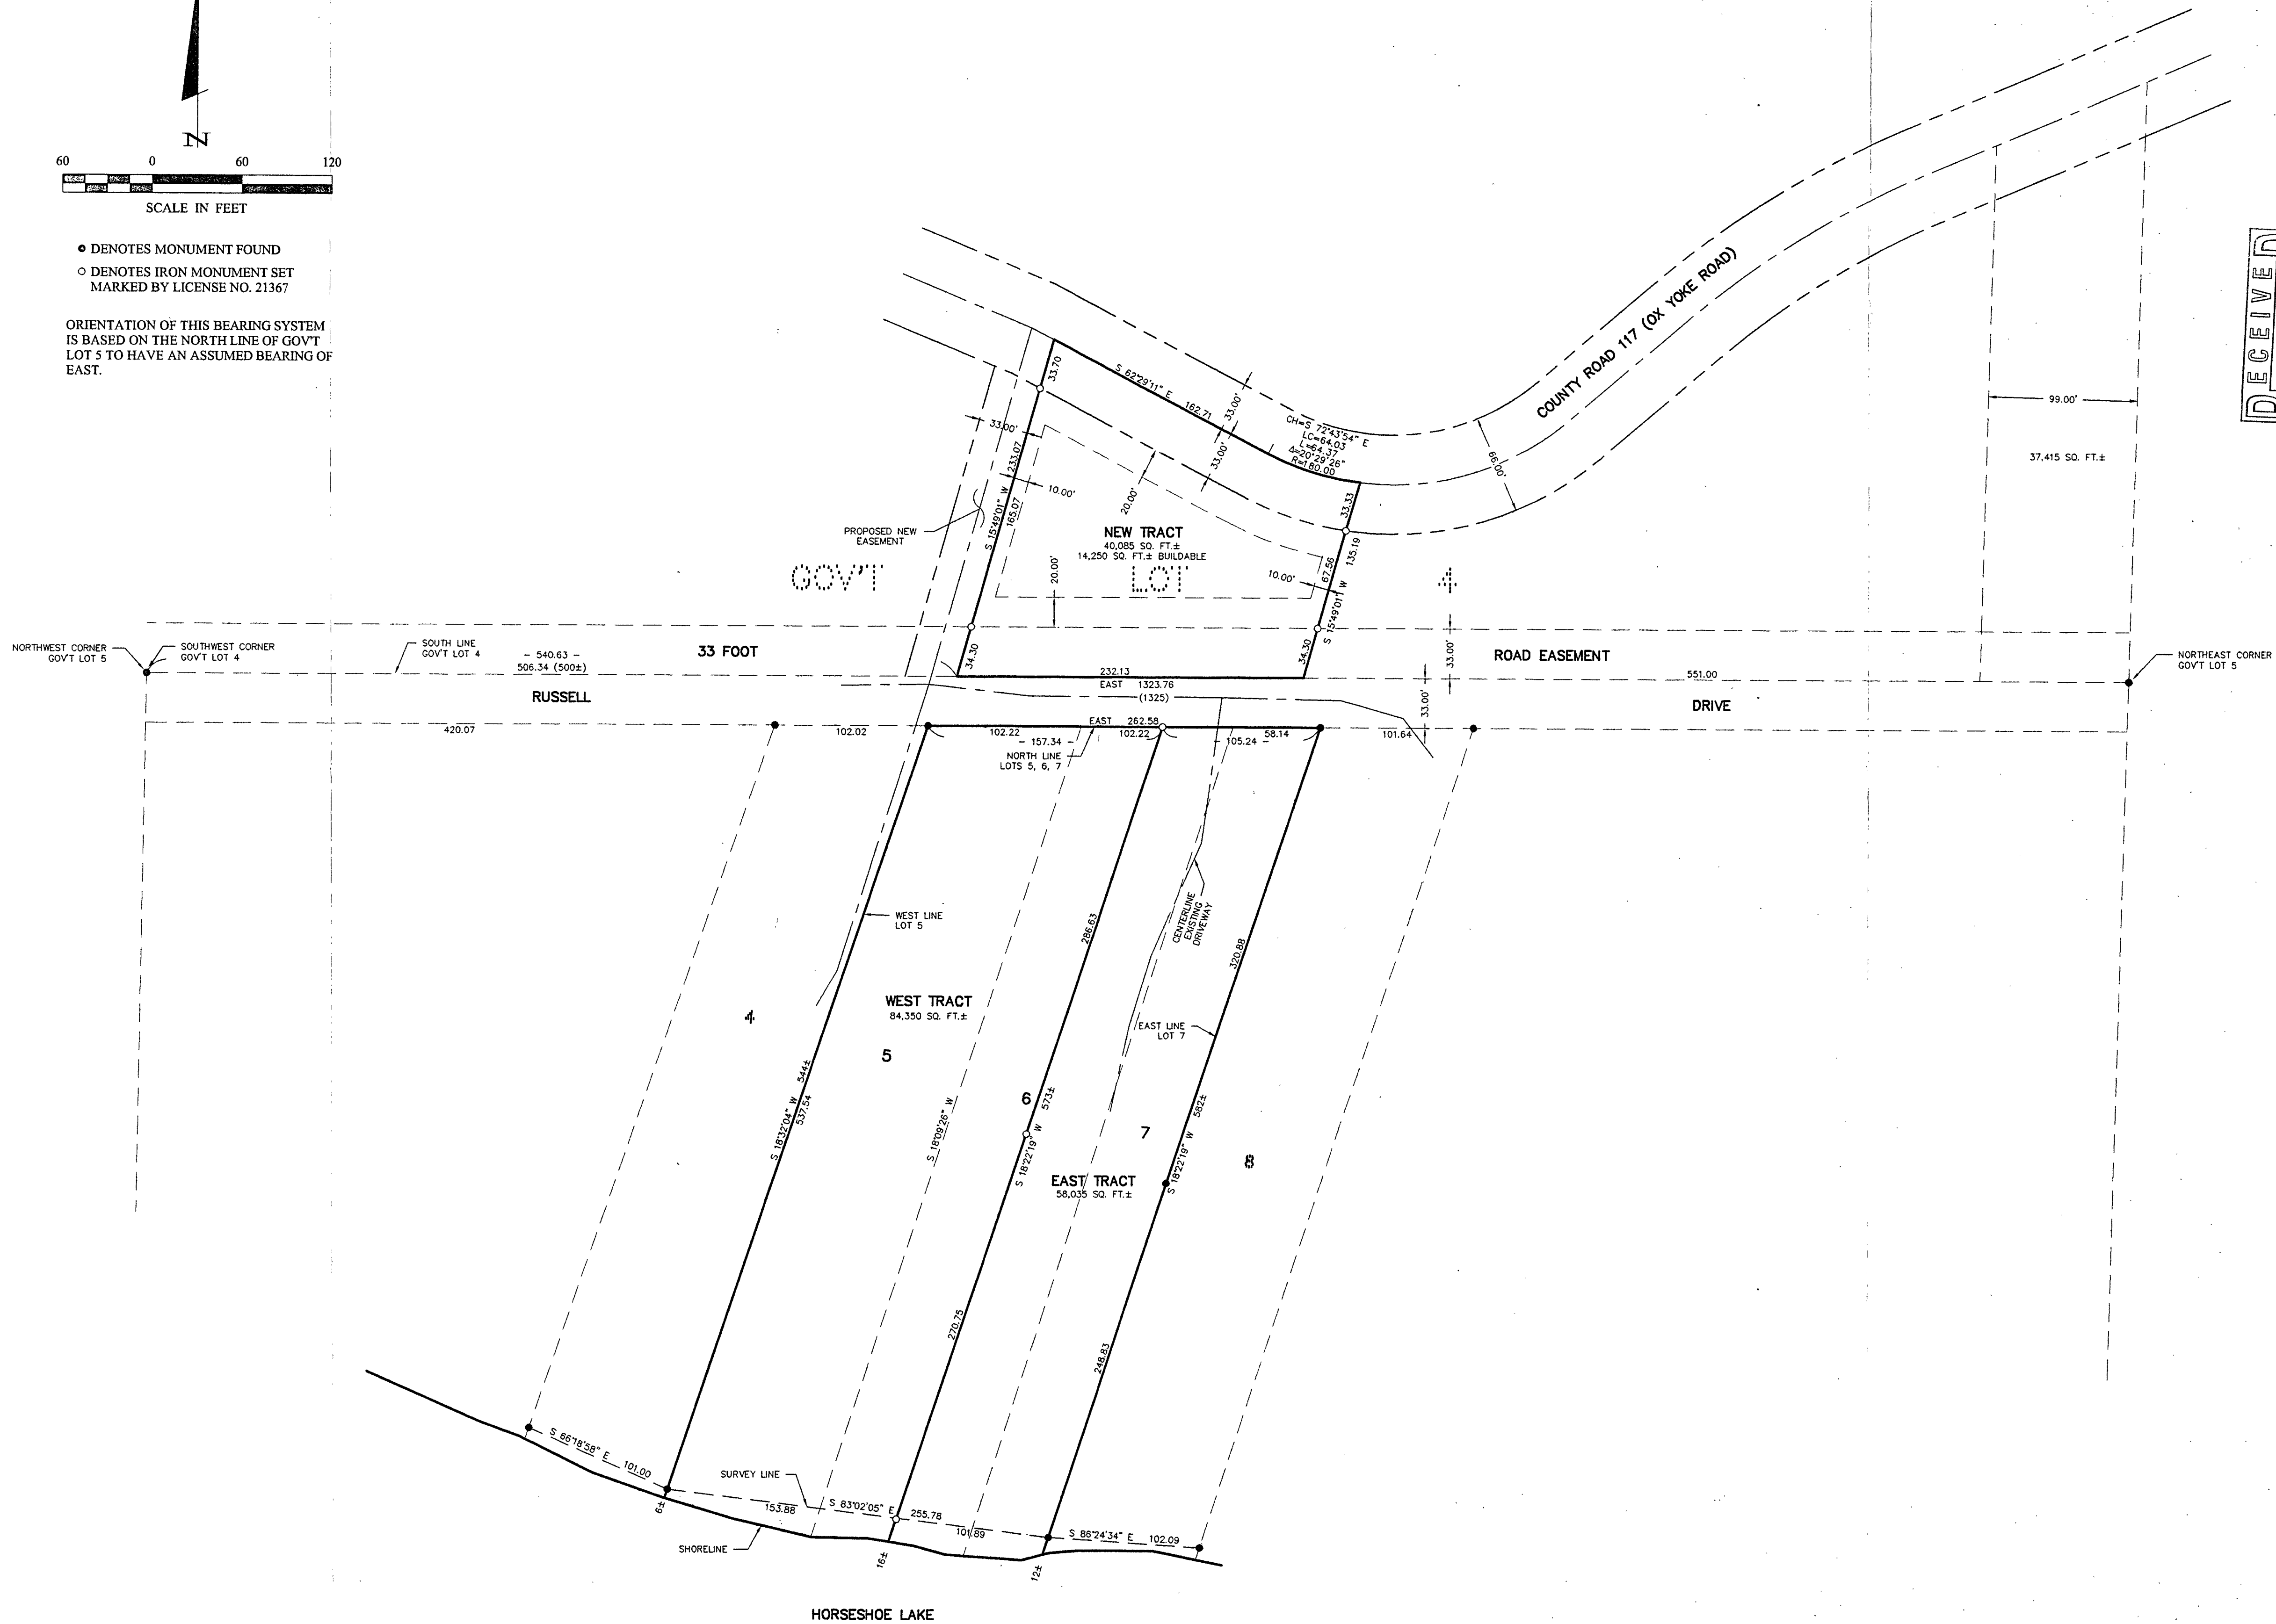 N
60 0 60 120
SCALE IN FEET
DENOTES MONUMENT FOUND
DENOTES IRON MONUMENT SET
MARKED BY LICENSE NO. 21367
ORIENTATION OF THIS BEARING SYSTEM
IS BASED ON THE NORTH LINE OF GOV'T
LOT 5 TO HAVE AN ASSUMED BEARING OF
EAST.
COUNTY ROAD 117 (OX YOKE ROAD)
66.00'
99.00'
37,415 SQ. FT.±
33.70
S 62°29'11" E 162.71
33.00'
33.00'
CH=S 72°43'54" E
LC=64.03
L=64.37
Δ=20°29'26"
R=180.00
33.00'
S 15°49'01" W 233.07
165.07
10.00'
20.00'
33.33
PROPOSED NEW
EASEMENT
NEW TRACT
40,085 SQ. FT.±
14,250 SQ. FT.± BUILDABLE
20.00'
10.00'
67.56
S 15°49'01" W 135.19
GOV'T LOT 4
NORTHWEST CORNER
GOV'T LOT 5
SOUTHWEST CORNER
GOV'T LOT 4
SOUTH LINE
GOV'T LOT 4
- 540.63 -
506.34 (500±)
33 FOOT
34.30
34.30
33.00'
ROAD EASEMENT
NORTHEAST CORNER
GOV'T LOT 5
232.13
EAST 1323.76
(1325)
551.00
33.00'
RUSSELL
DRIVE
420.07
102.02
EAST 262.58
102.22
102.22
58.14
- 157.34 -
- 105.24 -
101.64
NORTH LINE
LOTS 5, 6, 7
WEST LINE
LOT 5
286.63
CENTERLINE
EXISTING
DRIVEWAY
320.88
WEST TRACT
84,350 SQ. FT.±
4
5
6
7
8
EAST LINE
LOT 7
S 18°32'04" W 544±
537.54
S 18°09'26" W
S 18°22'19" W 573±
S 18°22'19" W 582±
EAST TRACT
58,035 SQ. FT.±
270.75
248.83
S 66°18'58" E 101.00
SURVEY LINE
6±
153.88
S 83°02'05" E 255.78
101.89
S 86°24'34" E 102.09
SHORELINE
16±
12±
HORSESHOE LAKE